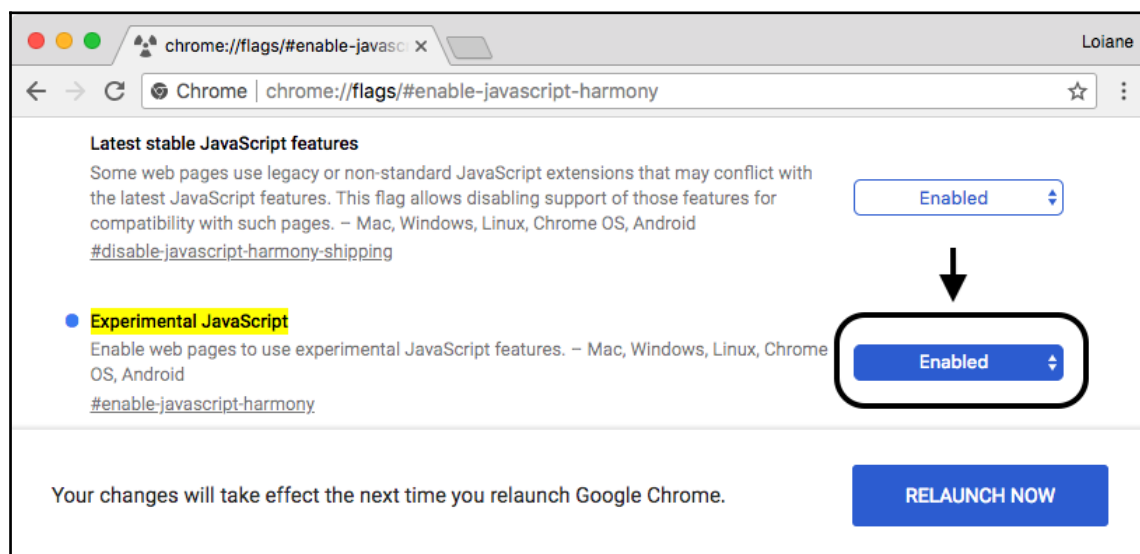 chrome://flags/#enable-javasc
Loiane
Chrome | chrome://flags/#enable-javascript-harmony
Latest stable JavaScript features
Some web pages use legacy or non-standard JavaScript extensions that may conflict with
the latest JavaScript features. This flag allows disabling support of those features for
compatibility with such pages. – Mac, Windows, Linux, Chrome OS, Android
#disable-javascript-harmony-shipping
Enabled
Experimental JavaScript
Enable web pages to use experimental JavaScript features. – Mac, Windows, Linux, Chrome
OS, Android
#enable-javascript-harmony
Enabled
Your changes will take effect the next time you relaunch Google Chrome.
RELAUNCH NOW